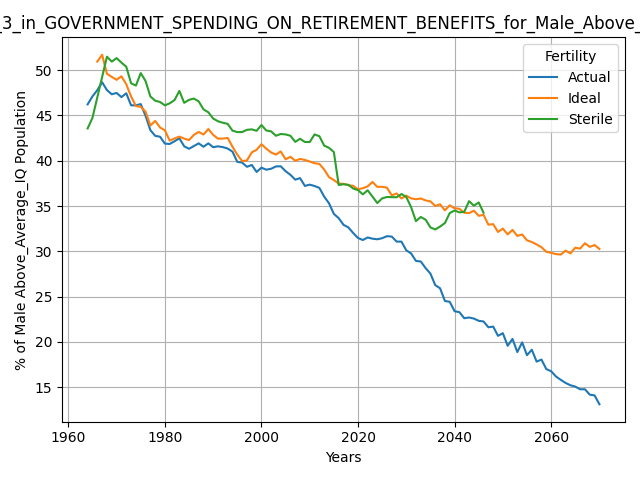 _3_in_GOVERNMENT_SPENDING_ON_RETIREMENT_BENEFITS_for_Male_Above_
Fertility
Actual
Ideal
Sterile
% of Male Above_Average_IQ Population
50
45
40
35
30
25
20
15
1960 1980 2000 2020 2040 2060
Years